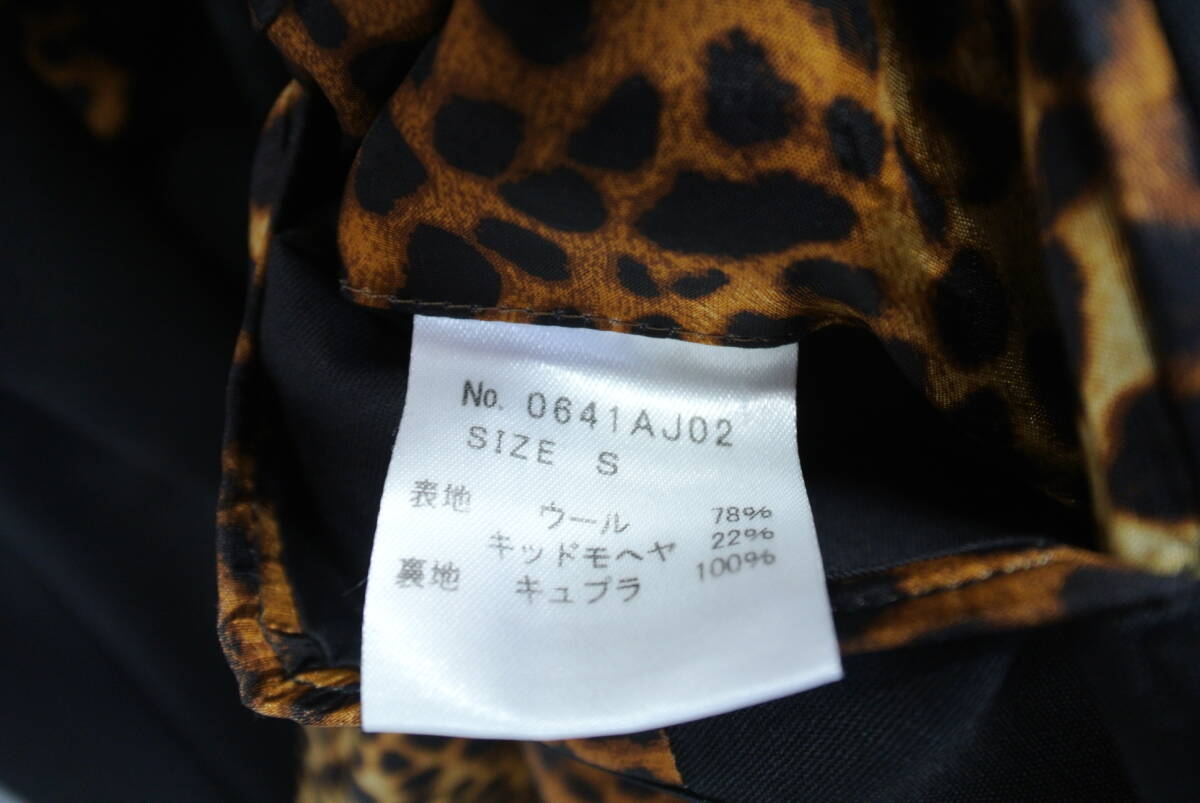 No. 0641AJ02
SIZE S
表地 ウール 78%
キッドモヘヤ 22%
裏地 キュプラ 100%